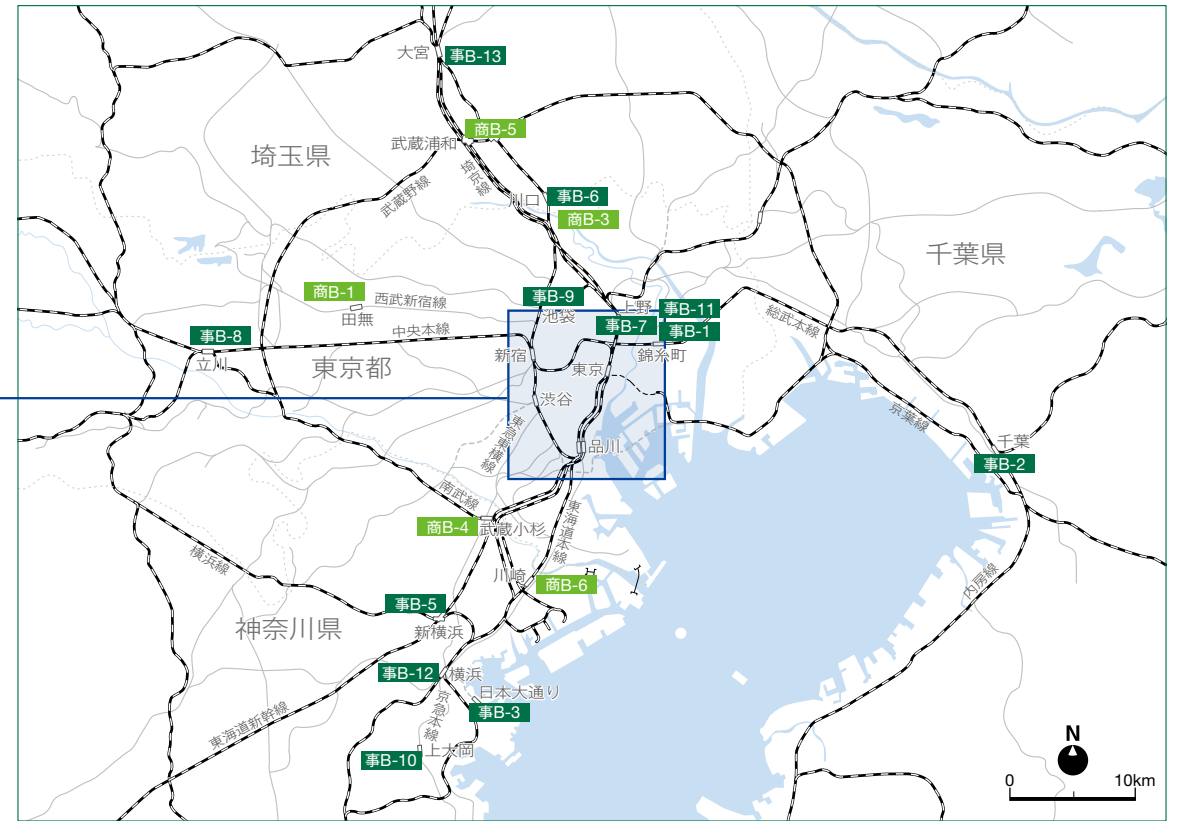 大宮
事B-13
商B-5
武蔵浦和
埼玉県
埼京線
武蔵野線
川口
事B-6
商B-3
千葉県
商B-1
西武新宿線
田無
事B-9
池袋
上野
事B-11
事B-7
事B-1
総武本線
事B-8
立川
中央本線
新宿
東京
錦糸町
東京都
渋谷
京葉線
東急東横線
品川
千葉
事B-2
南武線
商B-4
武蔵小杉
東海道本線
横浜線
川崎
商B-6
内房線
事B-5
新横浜
神奈川県
事B-12
横浜
日本大通り
事B-3
京急本線
東海道新幹線
事B-10
上大岡
N
0 10km